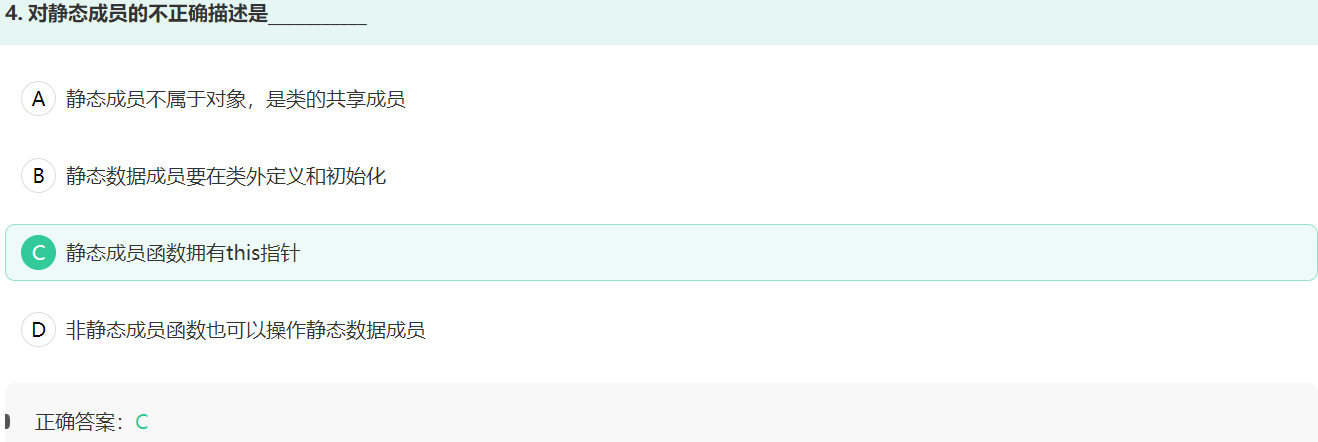 4. 对静态成员的不正确描述是___________
A 静态成员不属于对象，是类的共享成员
B 静态数据成员要在类外定义和初始化
C 静态成员函数拥有this指针
D 非静态成员函数也可以操作静态数据成员
正确答案：C